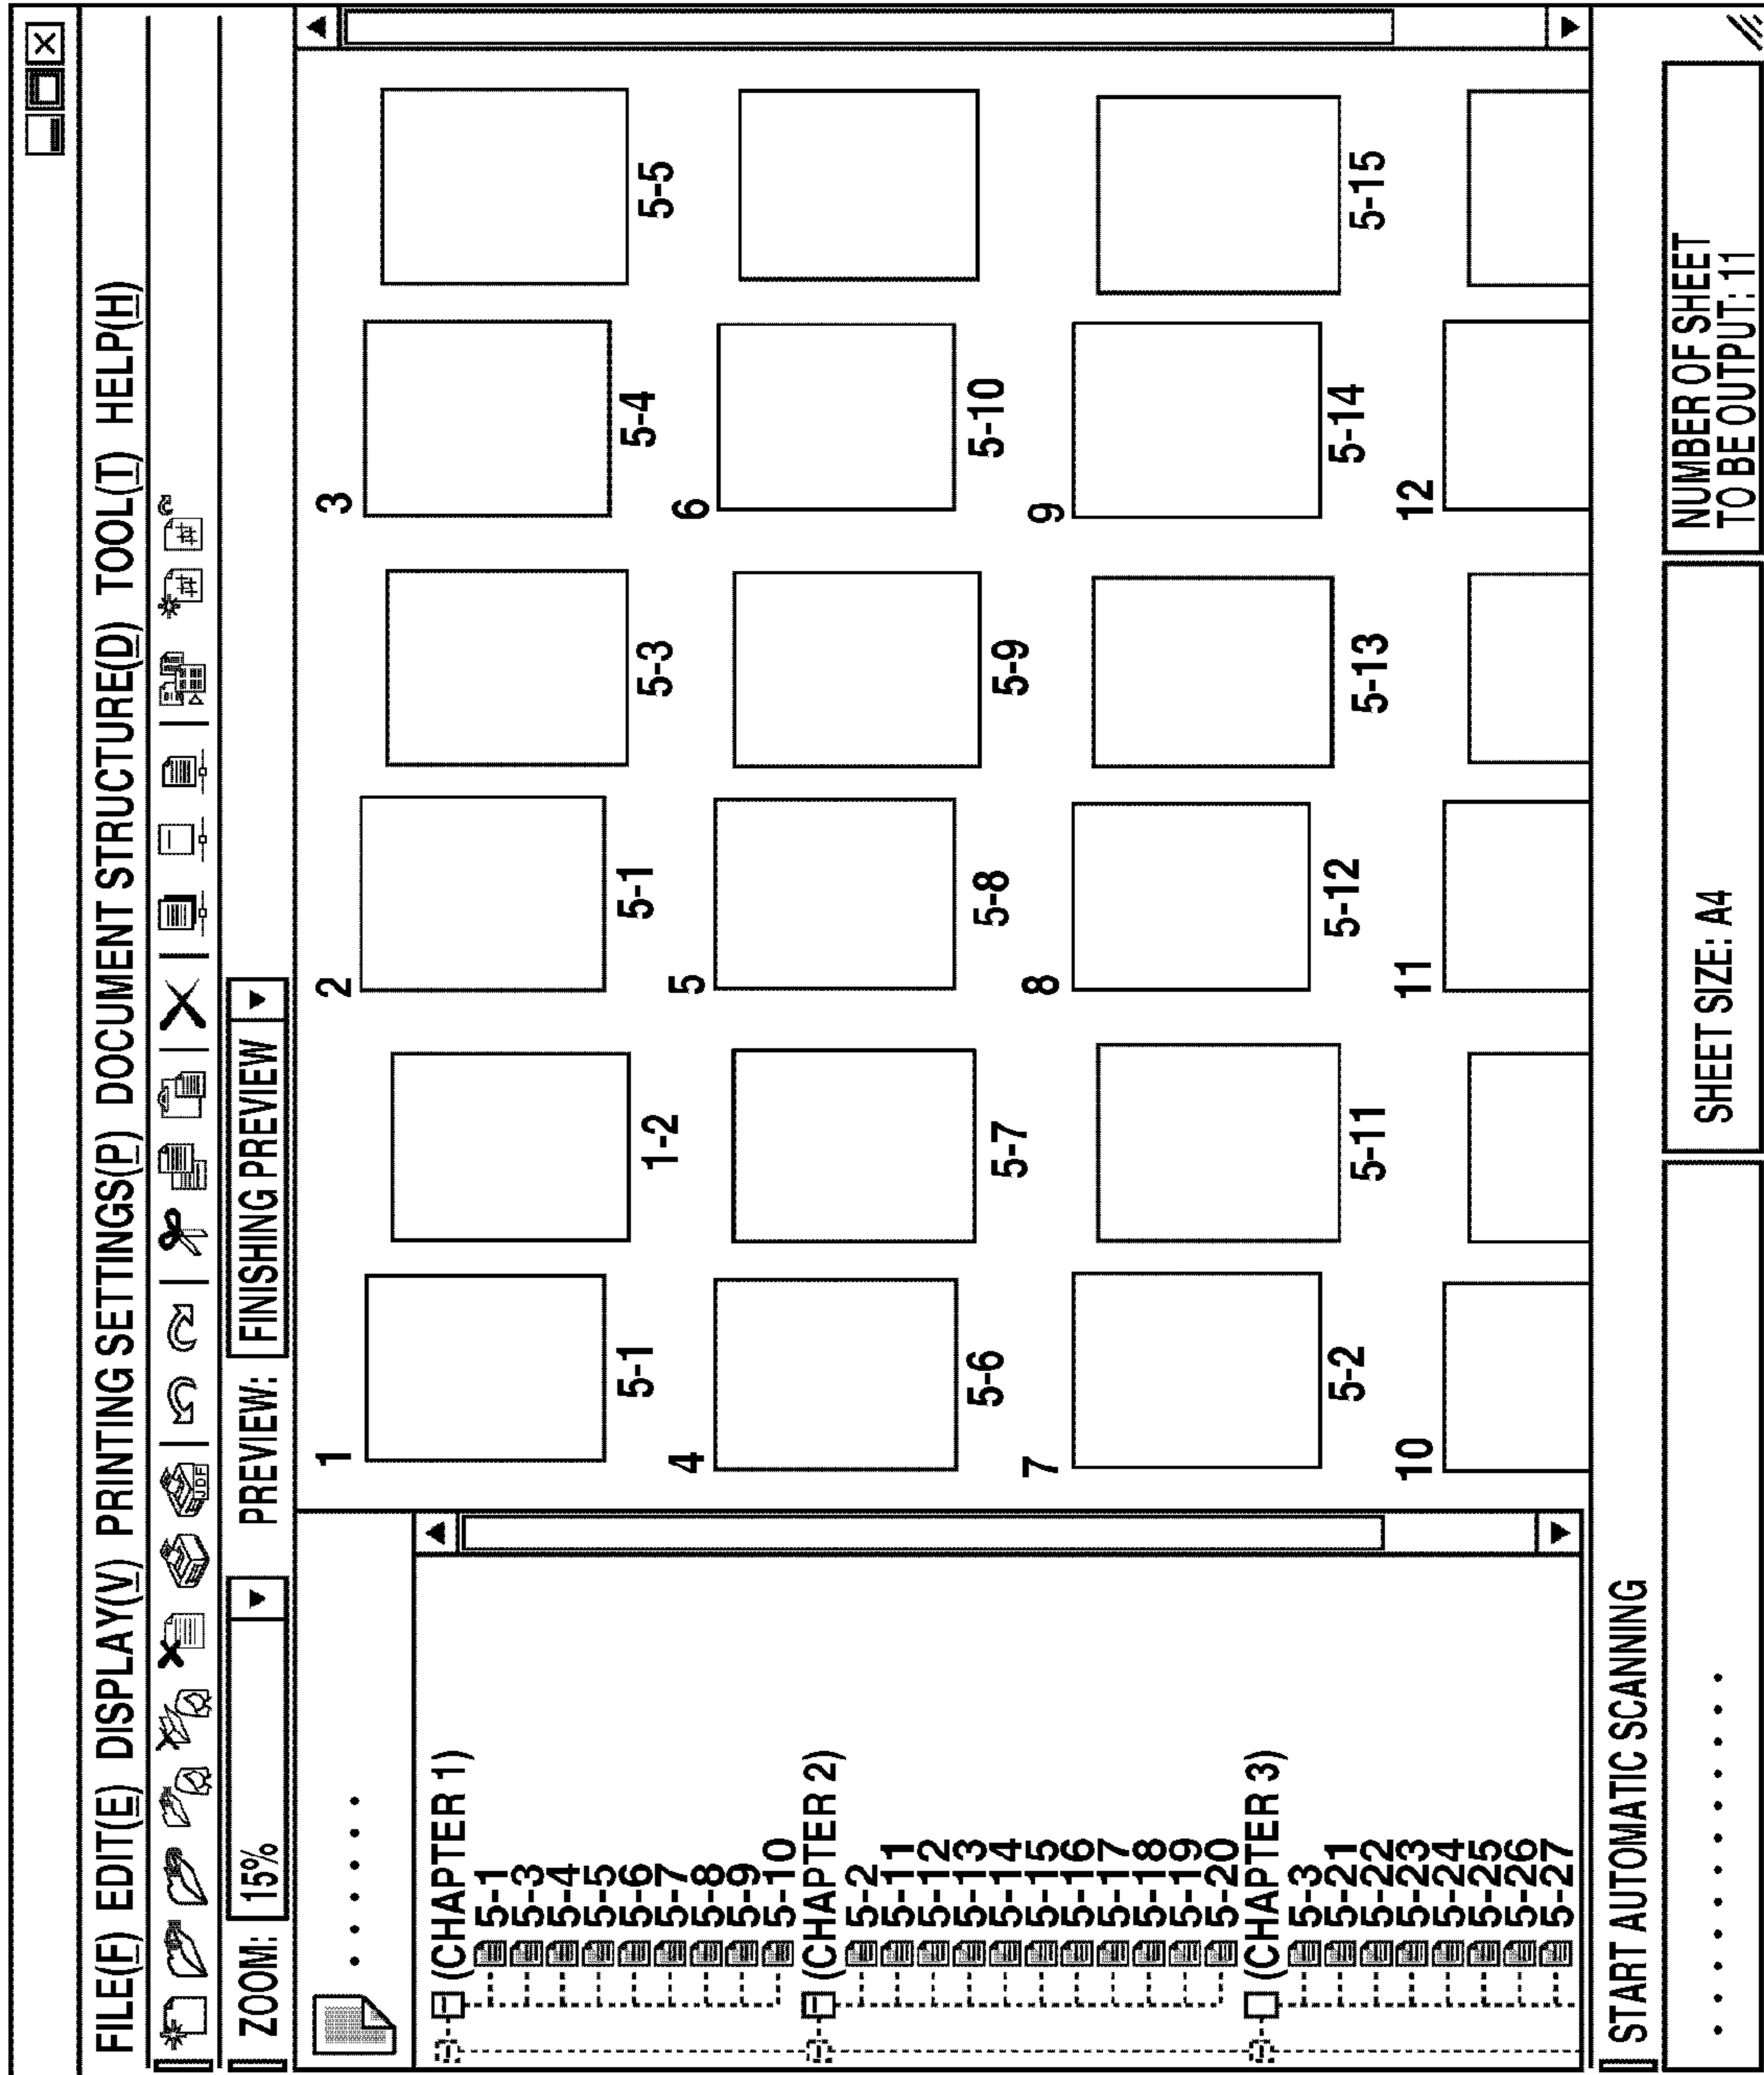 FILE(F) EDIT(E) DISPLAY(V) PRINTING SETTINGS(P) DOCUMENT STRUCTURE(D) TOOL(T) HELP(H)
JDF
ZOOM: 15% PREVIEW: FINISHING PREVIEW
(CHAPTER 1)
5-1
5-3
5-4
5-5
5-6
5-7
5-8
5-9
5-10
(CHAPTER 2)
5-2
5-11
5-12
5-13
5-14
5-15
5-16
5-17
5-18
5-19
5-20
(CHAPTER 3)
5-3
5-21
5-22
5-23
5-24
5-25
5-26
5-27
1 2 3
5-1 1-2 5-1 5-3 5-4 5-5
4 5 6
5-6 5-7 5-8 5-9 5-10
7 8 9
5-2 5-11 5-12 5-13 5-14 5-15
10 11 12
START AUTOMATIC SCANNING
SHEET SIZE: A4
NUMBER OF SHEET
TO BE OUTPUT: 11